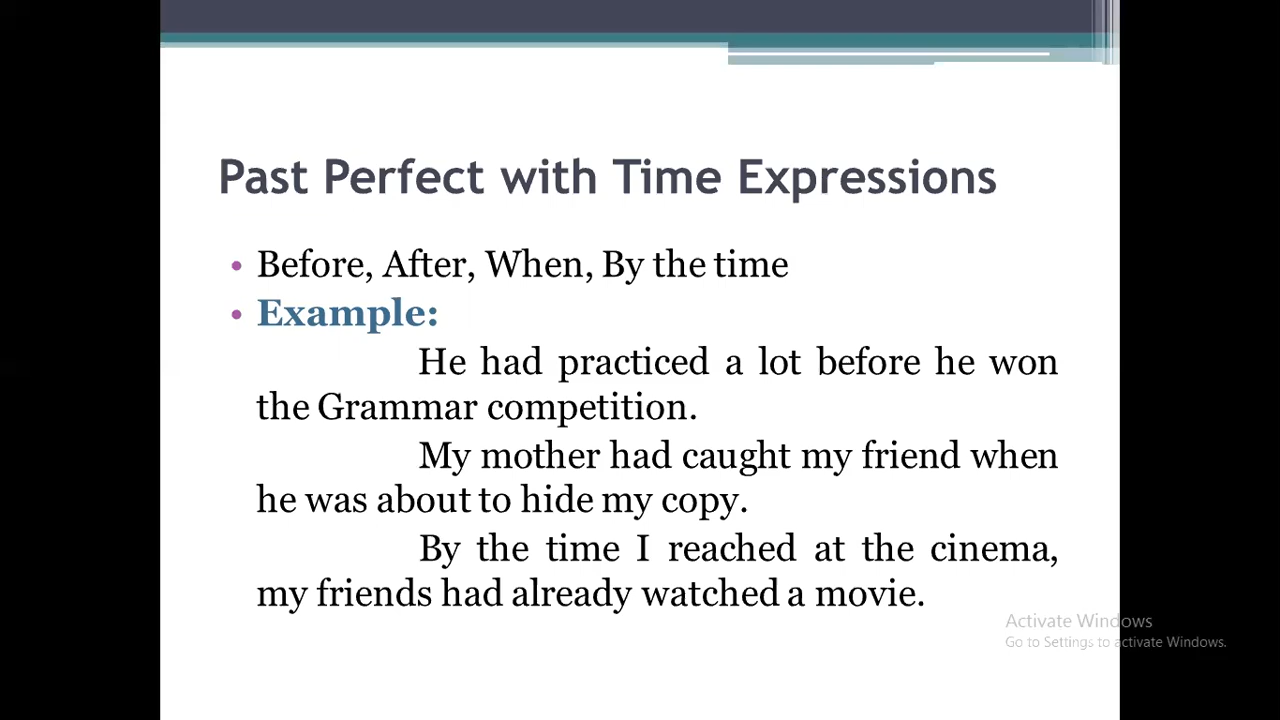 Past Perfect with Time Expressions
• Before, After, When, By the time
• Example:
He had practiced a lot before he won
the Grammar competition.
My mother had caught my friend when
he was about to hide my copy.
By the time I reached at the cinema,
my friends had already watched a movie.
Activate Windows
Go to Settings to activate Windows.